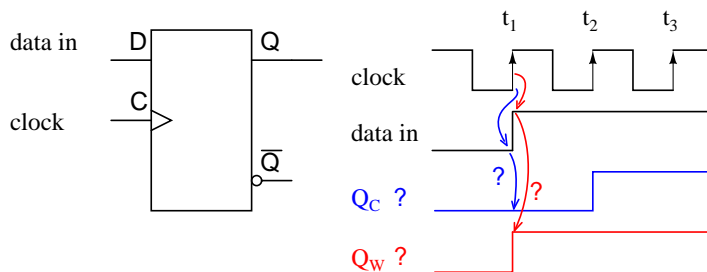 data in
D
Q
C
clock
Q
t1
t2
t3
clock
data in
?
?
QC ?
QW ?